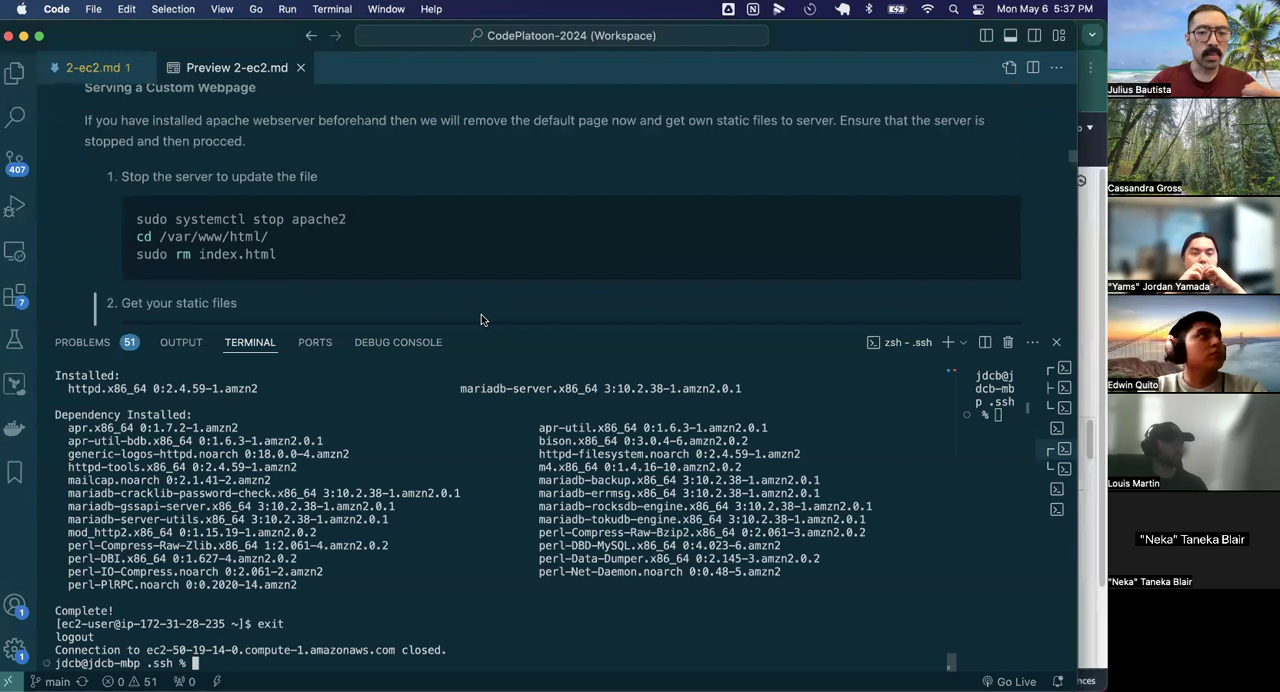 Code File Edit Selection View Go Run Terminal Window Help
Mon May 6 5:37 PM
CodePlatoon-2024 (Workspace)
2-ec2.md 1
Preview 2-ec2.md
Serving a Custom Webpage
If you have installed apache webserver beforehand then we will remove the default page now and get own static files to server. Ensure that the server is
stopped and then procced.
1. Stop the server to update the file
sudo systemctl stop apache2
cd /var/www/html/
sudo rm index.html
2. Get your static files
PROBLEMS 51 OUTPUT TERMINAL PORTS DEBUG CONSOLE
zsh - .ssh
Installed:
httpd.x86_64 0:2.4.59-1.amzn2 mariadb-server.x86_64 3:10.2.38-1.amzn2.0.1
Dependency Installed:
apr.x86_64 0:1.7.2-1.amzn2 apr-util.x86_64 0:1.6.3-1.amzn2.0.1
apr-util-bdb.x86_64 0:1.6.3-1.amzn2.0.1 bison.x86_64 0:3.0.4-6.amzn2.0.2
generic-logos-httpd.noarch 0:18.0.0-4.amzn2 httpd-filesystem.noarch 0:2.4.59-1.amzn2
httpd-tools.x86_64 0:2.4.59-1.amzn2 m4.x86_64 0:1.4.16-10.amzn2.0.2
mailcap.noarch 0:2.1.41-2.amzn2 mariadb-backup.x86_64 3:10.2.38-1.amzn2.0.1
mariadb-cracklib-password-check.x86_64 3:10.2.38-1.amzn2.0.1 mariadb-errmsg.x86_64 3:10.2.38-1.amzn2.0.1
mariadb-gssapi-server.x86_64 3:10.2.38-1.amzn2.0.1 mariadb-rocksdb-engine.x86_64 3:10.2.38-1.amzn2.0.1
mariadb-server-utils.x86_64 3:10.2.38-1.amzn2.0.1 mariadb-tokudb-engine.x86_64 3:10.2.38-1.amzn2.0.1
mod_http2.x86_64 0:1.15.19-1.amzn2.0.2 perl-Compress-Raw-Bzip2.x86_64 0:2.061-3.amzn2.0.2
perl-Compress-Raw-Zlib.x86_64 1:2.061-4.amzn2.0.2 perl-DBD-MySQL.x86_64 0:4.023-6.amzn2
perl-DBI.x86_64 0:1.627-4.amzn2.0.2 perl-Data-Dumper.x86_64 0:2.145-3.amzn2.0.2
perl-IO-Compress.noarch 0:2.061-2.amzn2 perl-Net-Daemon.noarch 0:0.48-5.amzn2
perl-PlRPC.noarch 0:0.2020-14.amzn2
Complete!
[ec2-user@ip-172-31-28-235 ~]$ exit
logout
Connection to ec2-50-19-14-0.compute-1.amazonaws.com closed.
jdcb@jdcb-mbp .ssh %
jdcb@j
dcb-mb
p .ssh
%
407
7
1
1
main 0 51 0
Go Live
nces
Julius Bautista
Cassandra Gross
"Yams" Jordan Yamada
Edwin Quito
Louis Martin
"Neka" Taneka Blair
"Neka" Taneka Blair